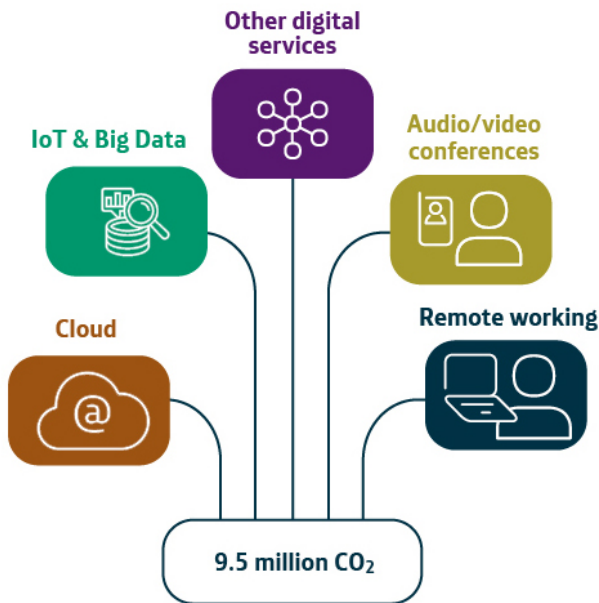 Other digital
services
IoT & Big Data
Audio/video
conferences
Cloud
@
Remote working
9.5 million CO₂